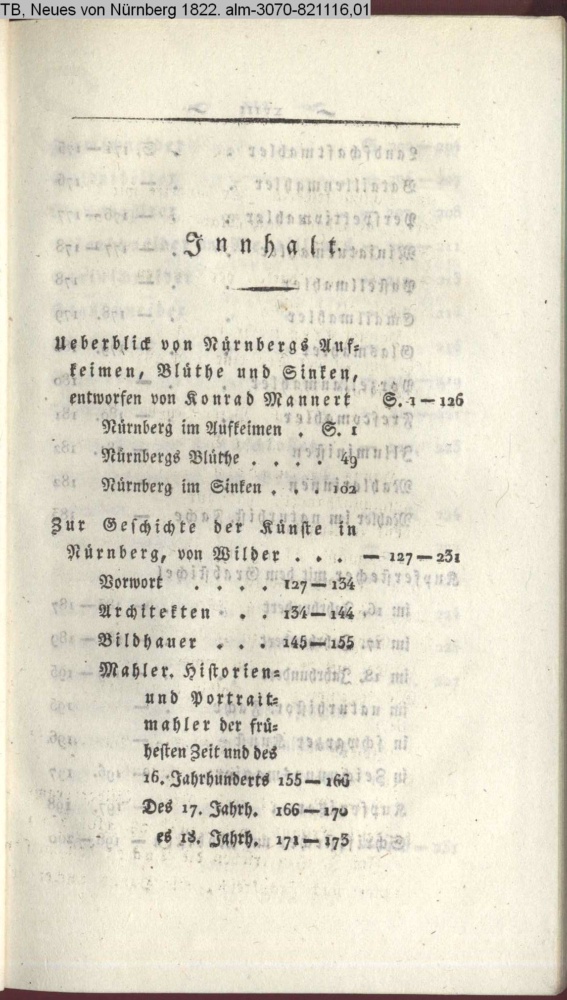 TB, Neues von Nürnberg 1822. alm-3070-821116,01
Innhalt.
Ueberblick von Nürnbergs Auf=
keimen, Blüthe und Sinken,
entworfen von Konrad Mannert S. 1 — 126
Nürnberg im Aufkeimen . S. 1
Nürnbergs Blüthe . . . . 49
Nürnberg im Sinken . . . 102
Zur Geschichte der Künste in
Nürnberg, von Wilder . . . — 127 — 231
Vorwort . . . . 127 — 134
Architekten . . . 134 — 144
Bildhauer . . . 145 — 155
Mahler. Historien=
und Portrait=
mahler der frü=
hesten Zeit und des
16. Jahrhunderts 155 — 166
Des 17. Jahrh. 166 — 170
es 18. Jahrh. 171 — 175